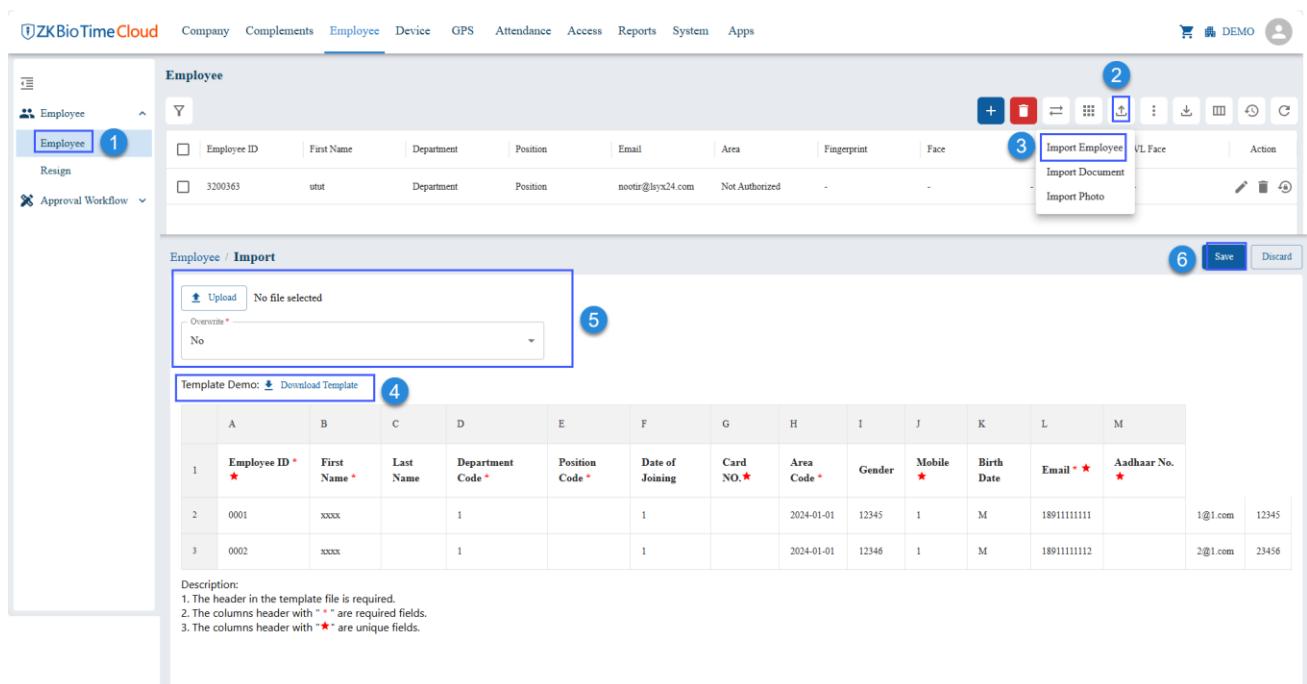 ZKBioTime Cloud Company Complements Employee Device GPS Attendance Access Reports System Apps DEMO
Employee
2
Employee
Employee 1
Resign
Approval Workflow
3 Import Employee
Import Document
Import Photo
Employee ID First Name Department Position Email Area Fingerprint Face VL Face Action
3200363 utut Department Position nootir@lsyx24.com Not Authorized - - - -
Employee / Import 6 Save Discard
Upload No file selected
Overwrite *
No
5
Template Demo: Download Template 4
A B C D E F G H I J K L M
1 Employee ID * ★ First Name * Last Name Department Code * Position Code * Date of Joining Card NO.★ Area Code * Gender Mobile ★ Birth Date Email * ★ Aadhaar No. ★
2 0001 xxxx 1 1 2024-01-01 12345 1 M 18911111111 1@1.com 12345
3 0002 xxxx 1 1 2024-01-01 12346 1 M 18911111112 2@1.com 23456
Description:
1. The header in the template file is required.
2. The columns header with " * " are required fields.
3. The columns header with "★" are unique fields.